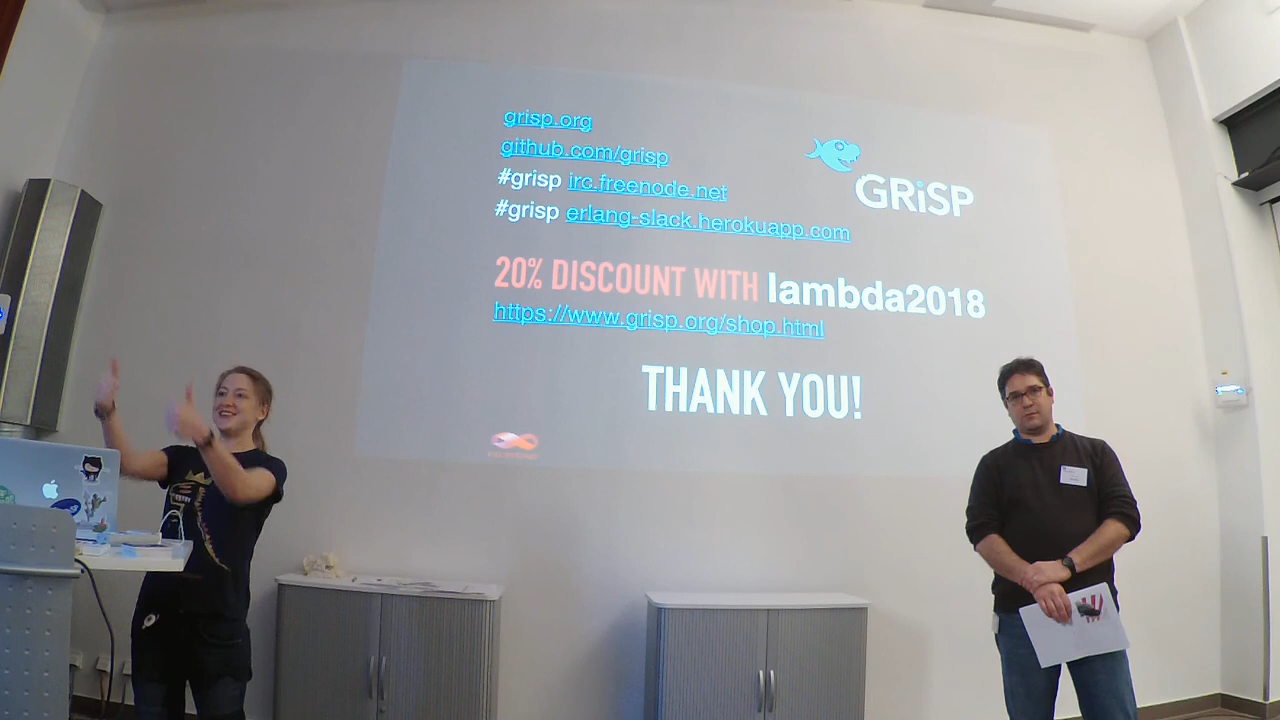 grisp.org
github.com/grisp
#grisp irc.freenode.net
#grisp erlang-slack.herokuapp.com
GRiSP
20% DISCOUNT WITH lambda2018
https://www.grisp.org/shop.html
THANK YOU!